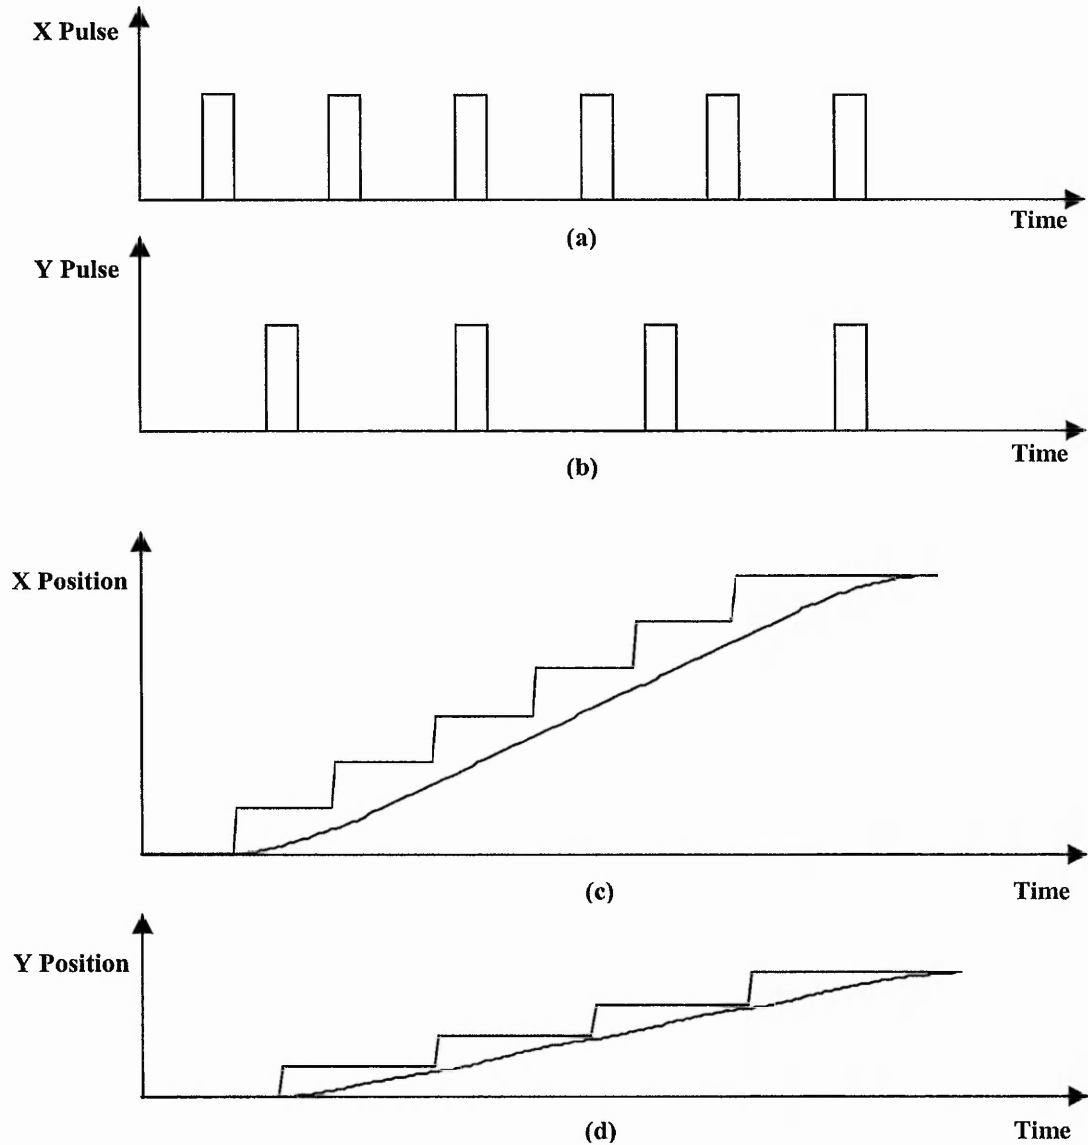 X Pulse
Time
(a)
Y Pulse
Time
(b)
X Position
(c)
Time
Y Position
(d)
Time